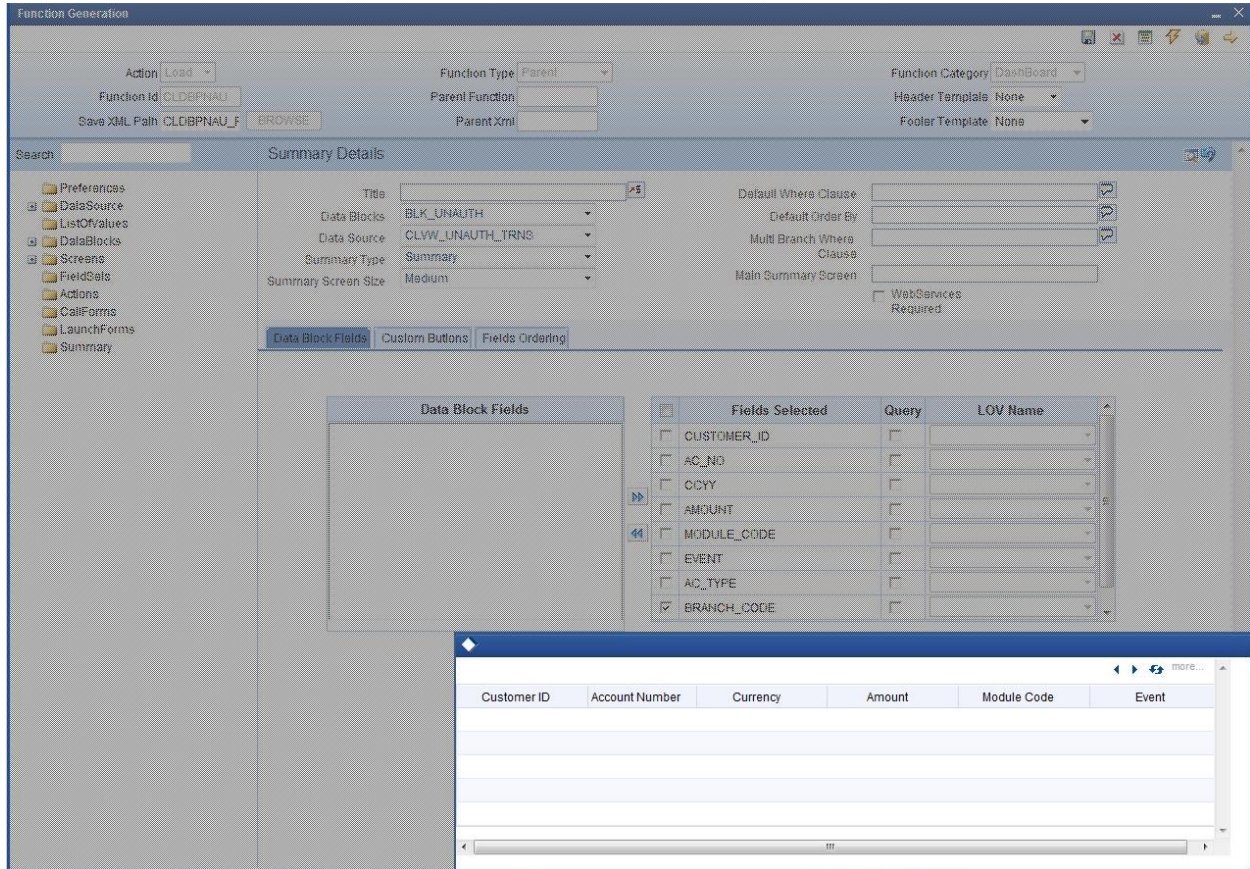 Function Generation
Action Load
Function Type Parent
Function Category DashBoard
Function Id CLDBPNAU
Parent Function
Header Template None
Save XML Path CLDBPNAU_F BROWSE
Parent Xml
Footer Template None
Search
Summary Details
Preferences
DataSource
ListOfValues
DataBlocks
Screens
FieldSets
Actions
CallForms
LaunchForms
Summary
Title
Default Where Clause
Data Blocks BLK_UNAUTH
Default Order By
Data Source CLVW_UNAUTH_TRNS
Multi Branch Where
Clause
Summary Type Summary
Main Summary Screen
Summary Screen Size Medium
WebServices
Required
Data Block Fields Custom Buttons Fields Ordering
Data Block Fields
Fields Selected Query LOV Name
CUSTOMER_ID
AC_NO
CCYY
AMOUNT
MODULE_CODE
EVENT
AC_TYPE
BRANCH_CODE
more...
Customer ID Account Number Currency Amount Module Code Event